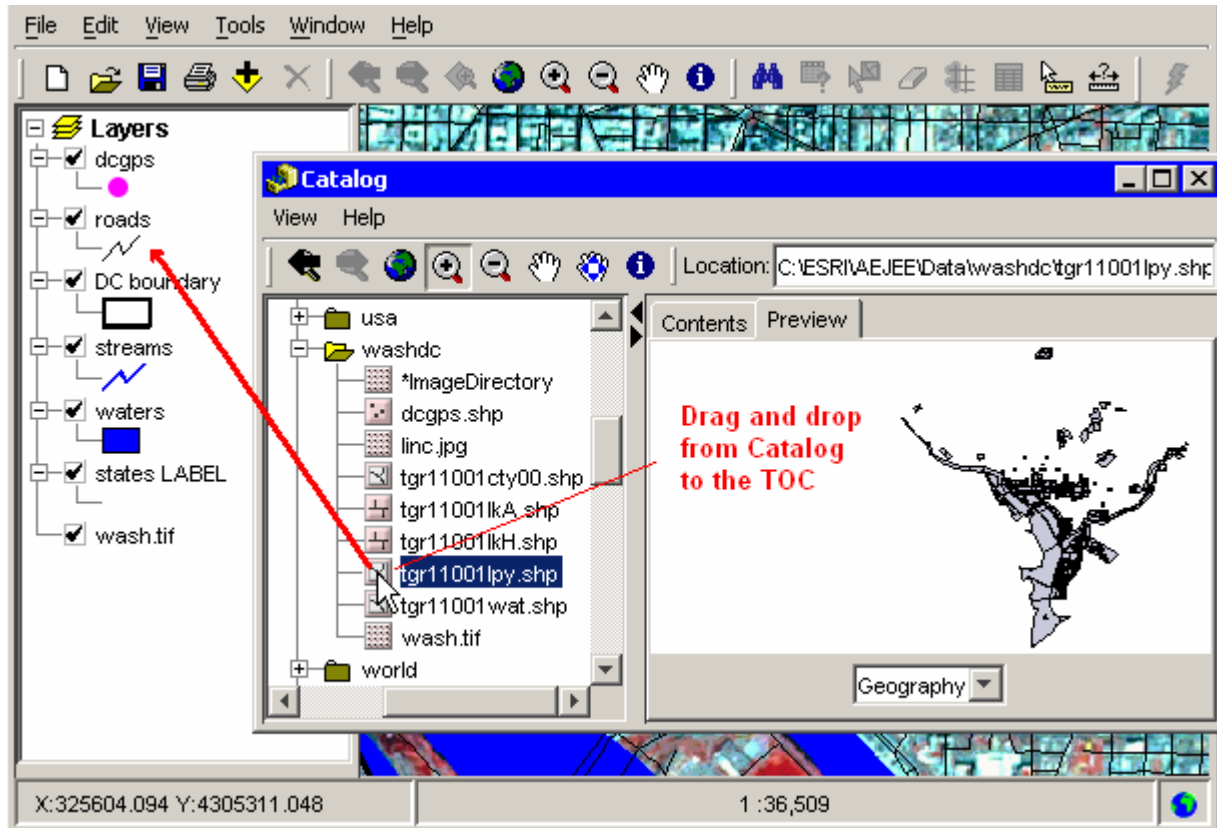 File Edit View Tools Window Help
Layers
dcgps
roads
DC boundary
streams
waters
states LABEL
wash.tif
Catalog
View Help
Location: C:\ESRI\AEJEE\Data\washdc\tgr11001lpy.shp
usa
washdc
*ImageDirectory
dcgps.shp
linc.jpg
tgr11001cty00.shp
tgr11001lkA.shp
tgr11001lkH.shp
tgr11001lpy.shp
tgr11001wat.shp
wash.tif
world
Contents Preview
Drag and drop
from Catalog
to the TOC
Geography
X:325604.094 Y:4305311.048
1 :36,509